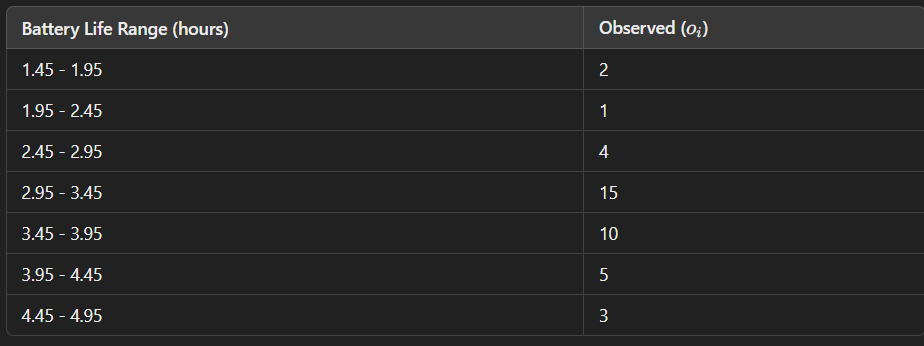 Battery Life Range (hours) Observed (oᵢ)
1.45 - 1.95 2
1.95 - 2.45 1
2.45 - 2.95 4
2.95 - 3.45 15
3.45 - 3.95 10
3.95 - 4.45 5
4.45 - 4.95 3